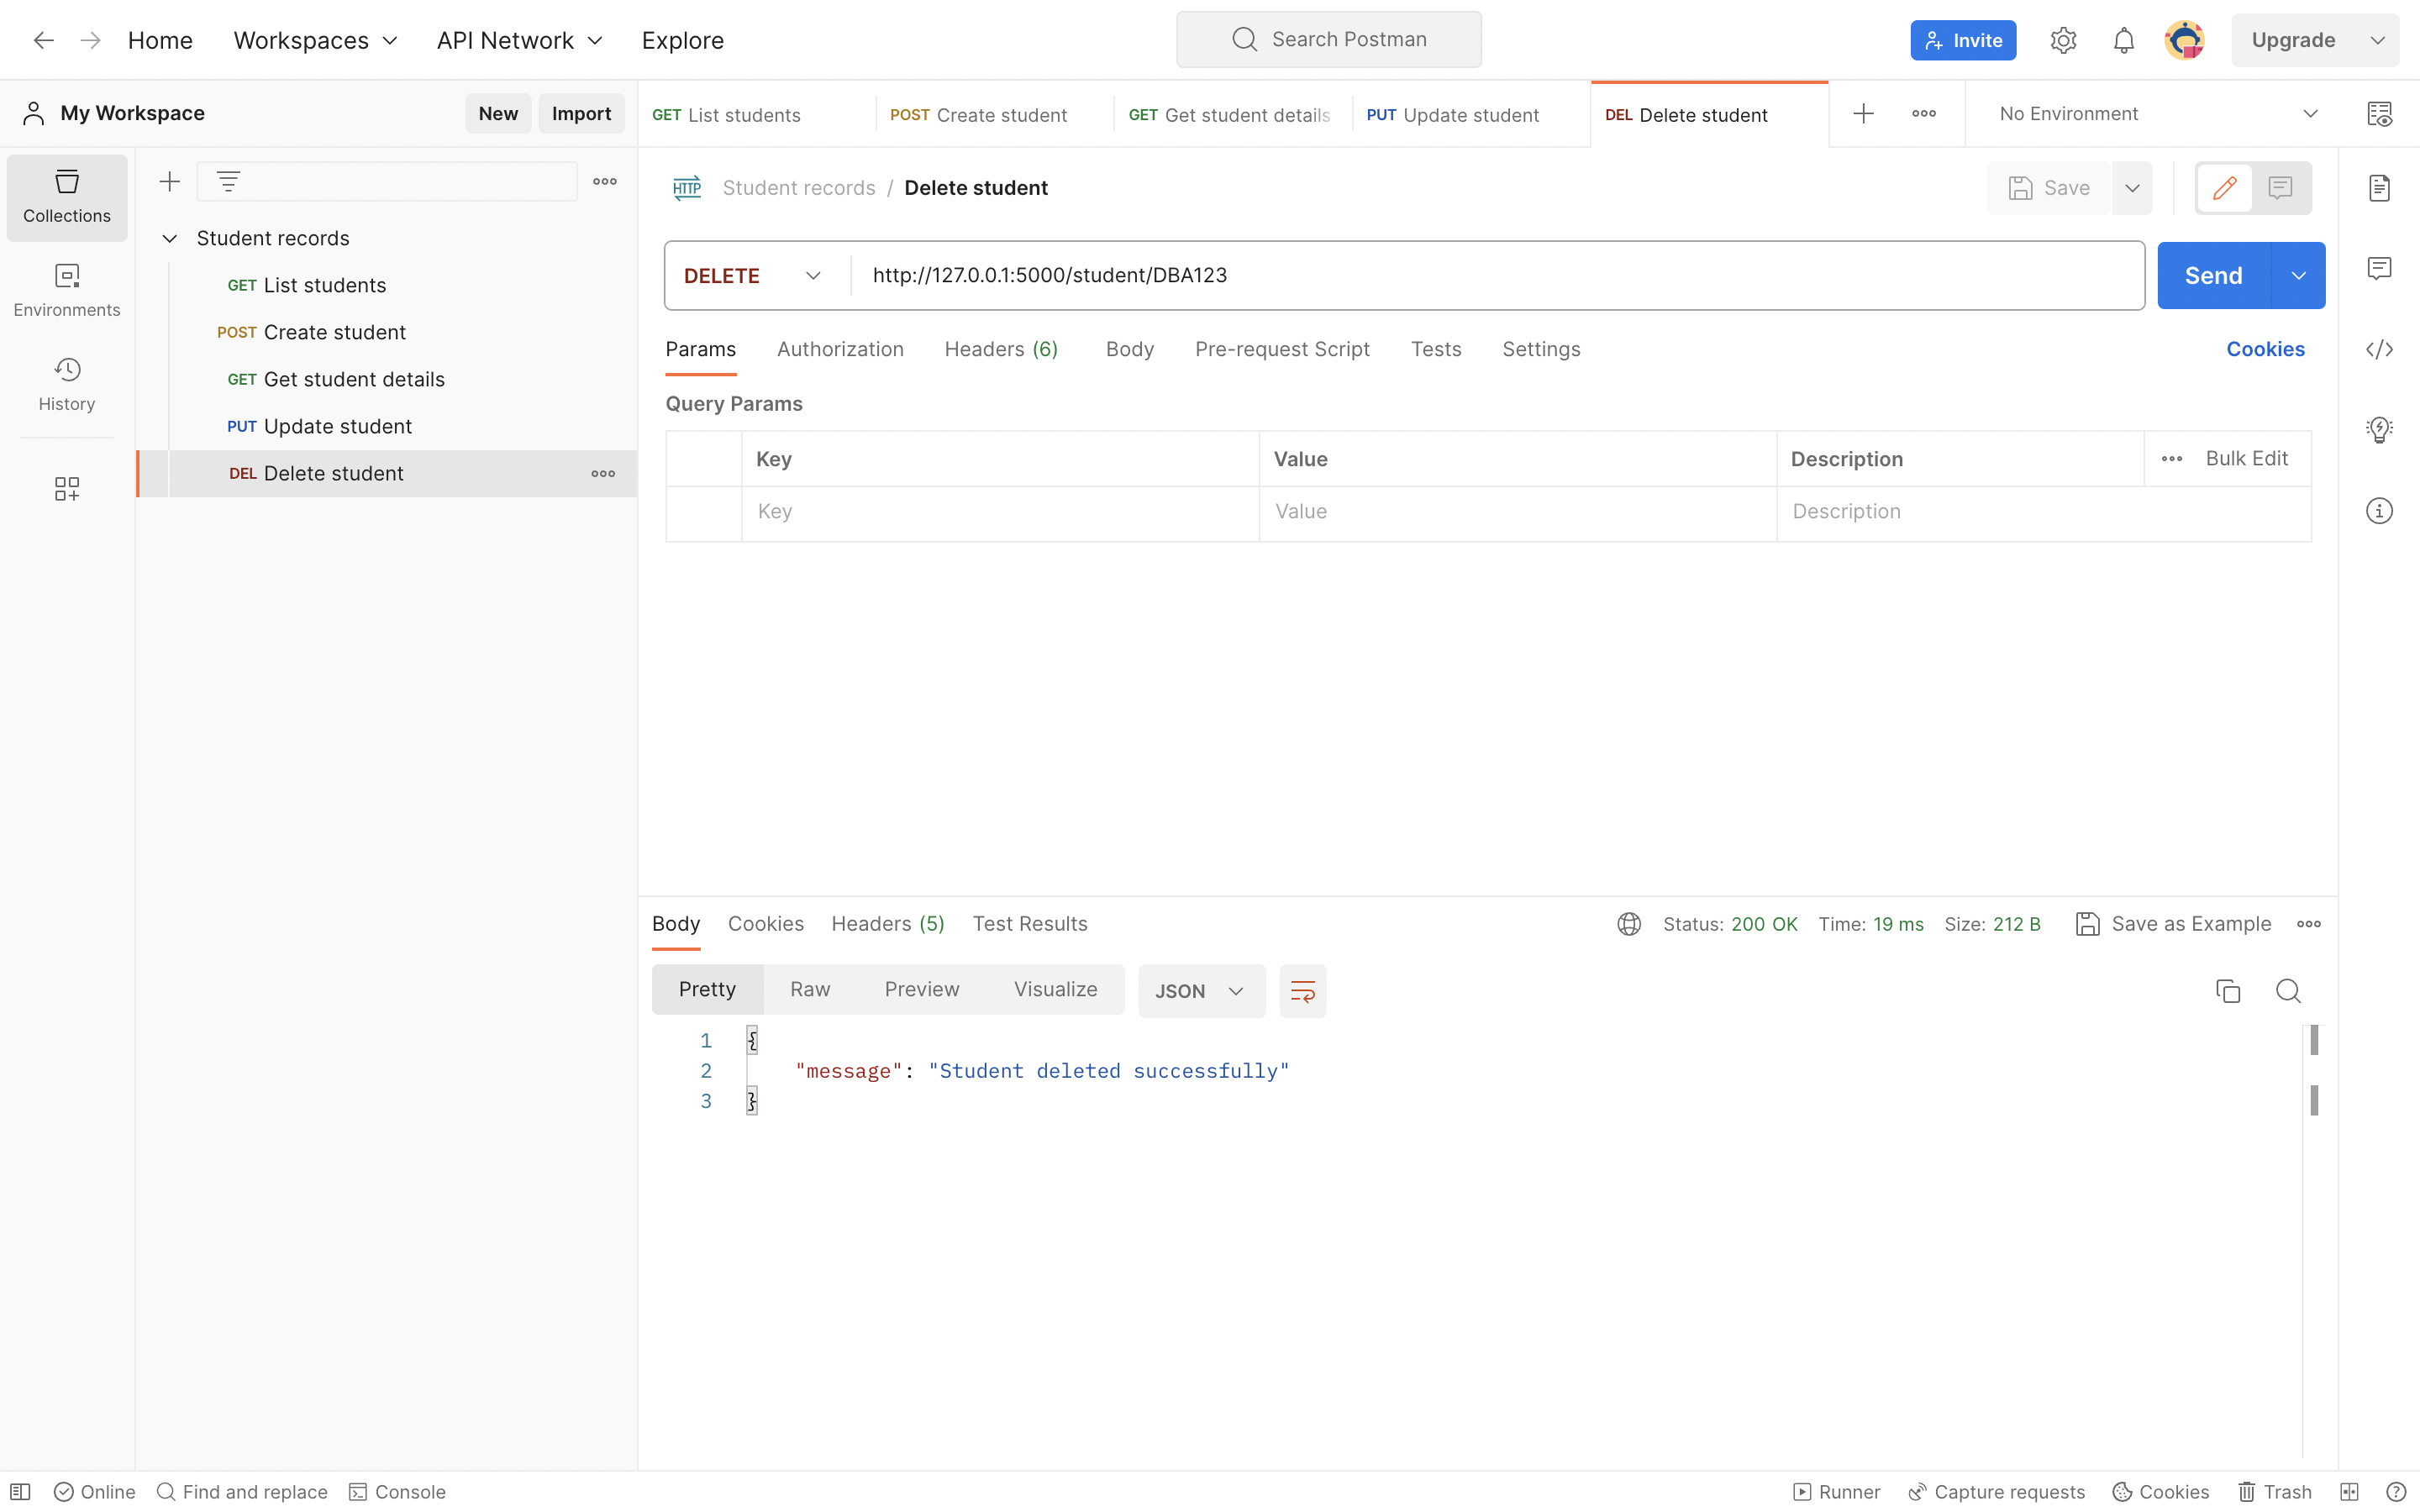 Home Workspaces API Network Explore Search Postman Invite Upgrade
My Workspace New Import GET List students POST Create student GET Get student details PUT Update student DEL Delete student No Environment
Collections
Environments
History
Student records
GET List students
POST Create student
GET Get student details
PUT Update student
DEL Delete student
HTTP Student records / Delete student Save
DELETE http://127.0.0.1:5000/student/DBA123 Send
Params Authorization Headers (6) Body Pre-request Script Tests Settings Cookies
Query Params
Key Value Description Bulk Edit
Key Value Description
Body Cookies Headers (5) Test Results Status: 200 OK Time: 19 ms Size: 212 B Save as Example
Pretty Raw Preview Visualize JSON
1 {
2 "message": "Student deleted successfully"
3 }
Online Find and replace Console Runner Capture requests Cookies Trash